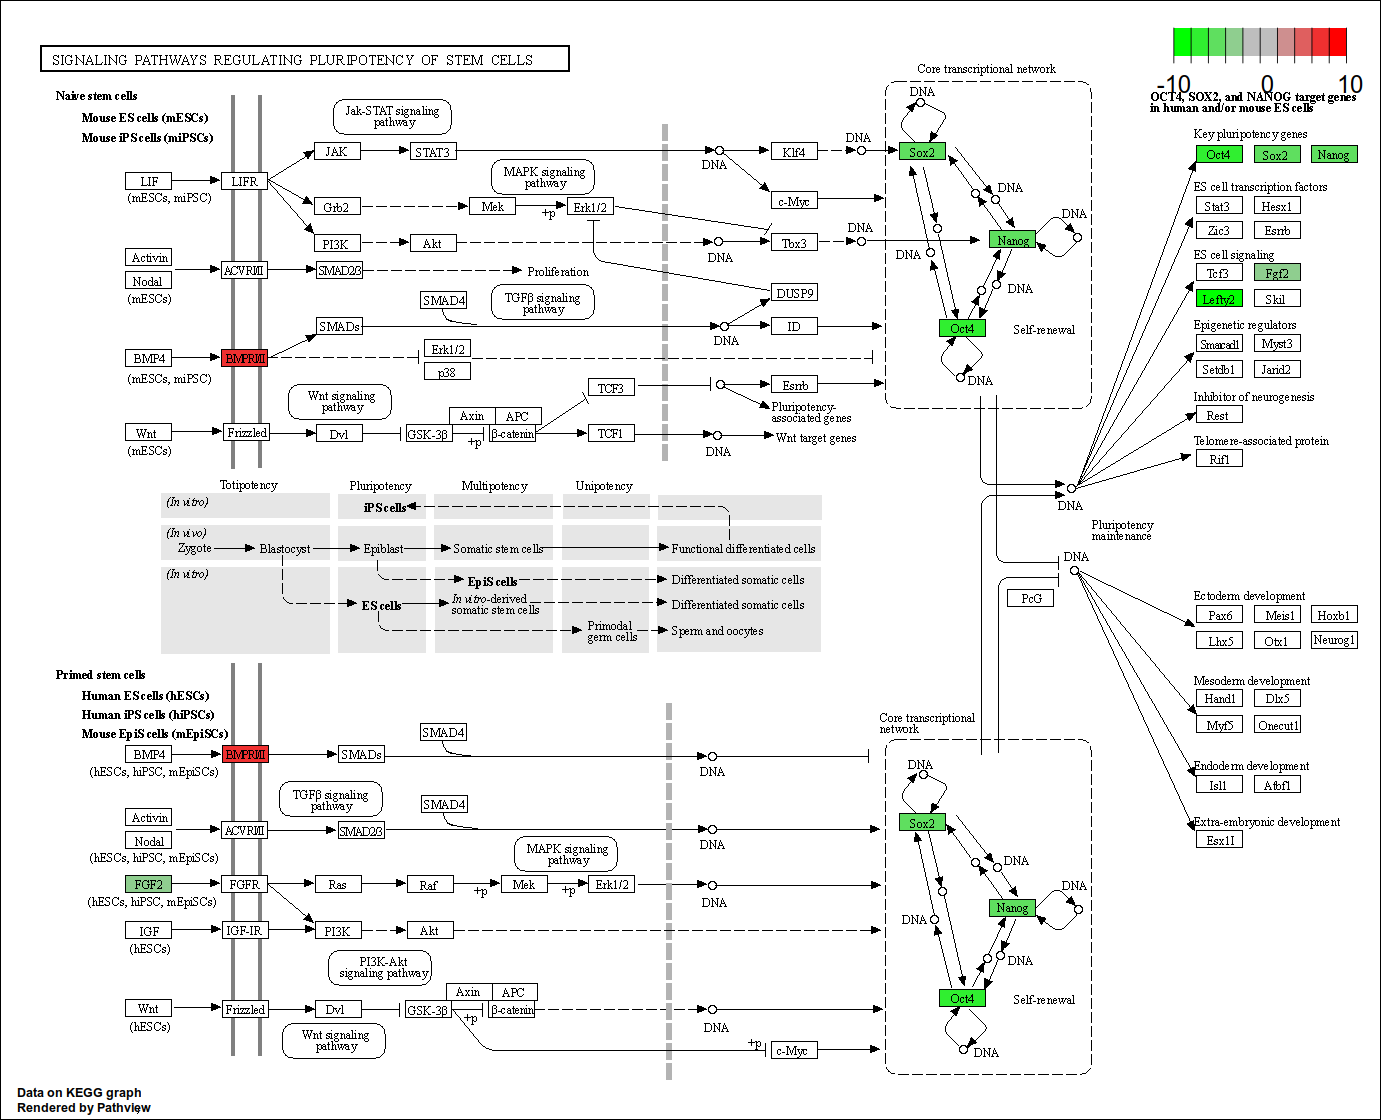 SIGNALING PATHWAYS REGULATING PLURIPOTENCY OF STEM CELLS
-10 0 10
OCT4, SOX2, and NANOG target genes
in human and/or mouse ES cells
Naive stem cells
Mouse ES cells (mESCs)
Mouse iPS cells (miPSCs)
Jak-STAT signaling
pathway
Core transcriptional network
DNA
LIF
(mESCs, miPSC)
LIFR
JAK
STAT3
DNA
Klf4
DNA
Sox2
MAPK signaling
pathway
c-Myc
DNA
Grb2
Mek
+p
Erk1/2
PI3K
Akt
DNA
Tbx3
DNA
Nanog
DNA
Activin
Nodal
(mESCs)
ACVRI/II
SMAD2/3
Proliferation
DNA
SMAD4
TGFβ signaling
pathway
DUSP9
DNA
SMADs
DNA
ID
Oct4
Self-renewal
BMP4
(mESCs, miPSC)
BMPRI/II
Erk1/2
p38
DNA
Wnt signaling
pathway
TCF3
Esrrb
Pluripotency-
associated genes
Wnt
(mESCs)
Frizzled
Dvl
GSK-3β
Axin
APC
+p
β-catenin
TCF1
DNA
Wnt target genes
Key pluripotency genes
Oct4 Sox2 Nanog
ES cell transcription factors
Stat3 Hesx1
Zic3 Esrrb
ES cell signaling
Tcf3 Fgf2
Lefty2 Skil
Epigenetic regulators
Smarcad1 Myst3
Setdb1 Jarid2
Inhibitor of neurogenesis
Rest
Telomere-associated protein
Rif1
DNA
Pluripotency
maintenance
DNA
PcG
Totipotency
Pluripotency
Multipotency
Unipotency
(In vitro)
iPS cells
(In vivo)
Zygote
Blastocyst
Epiblast
Somatic stem cells
Functional differentiated cells
(In vitro)
EpiS cells
Differentiated somatic cells
ES cells
In vitro-derived
somatic stem cells
Differentiated somatic cells
Primodal
germ cells
Sperm and oocytes
Ectoderm development
Pax6 Meis1 Hoxb1
Lhx5 Otx1 Neurog1
Mesoderm development
Hand1 Dlx5
Myf5 Onecut1
Endoderm development
Isl1 Atbf1
Extra-embryonic development
Esx1l
Primed stem cells
Human ES cells (hESCs)
Human iPS cells (hiPSCs)
Mouse EpiS cells (mEpiSCs)
BMP4
(hESCs, hiPSC, mEpiSCs)
BMPRI/II
SMADs
SMAD4
DNA
Core transcriptional
network
DNA
TGFβ signaling
pathway
Activin
Nodal
(hESCs, hiPSC, mEpiSCs)
ACVRI/II
SMAD2/3
SMAD4
DNA
Sox2
MAPK signaling
pathway
DNA
FGF2
(hESCs, hiPSC, mEpiSCs)
FGFR
Ras
Raf
+p
Mek
+p
Erk1/2
DNA
DNA
Nanog
IGF
(hESCs)
IGF-IR
PI3K
Akt
DNA
PI3K-Akt
signaling pathway
DNA
Wnt
(hESCs)
Frizzled
Dvl
GSK-3β
Axin
APC
+p
β-catenin
DNA
Oct4
Self-renewal
Wnt signaling
pathway
+p
c-Myc
DNA
Data on KEGG graph
Rendered by Pathview